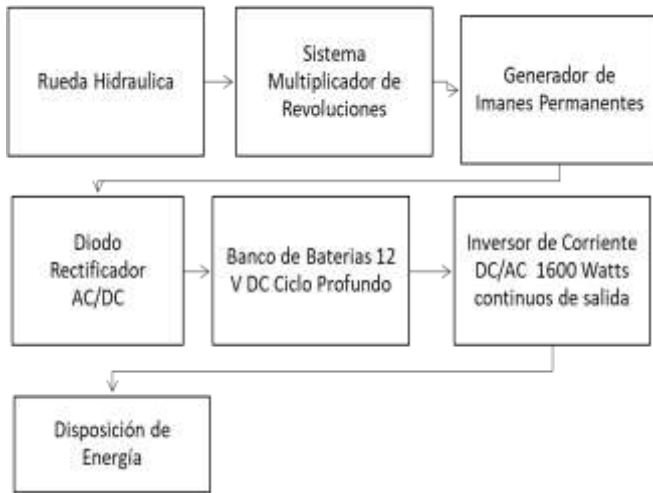 Rueda Hidraulica
Sistema
Multiplicador de
Revoluciones
Generador de
Imanes Permanentes
Diodo
Rectificador
AC/DC
Banco de Baterias 12
V DC Ciclo Profundo
Inversor de Corriente
DC/AC 1600 Watts
continuos de salida
Disposición de
Energía